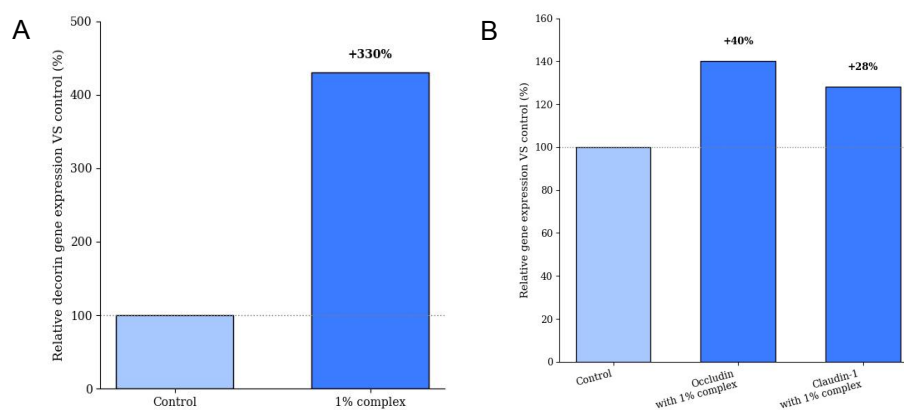 A
Relative decorin gene expression VS control (%)
500
400
300
200
100
0
+330%
Control
1% complex
B
Relative gene expression VS control (%)
160
140
120
100
80
60
40
20
0
+40%
+28%
Control
Occludin
with 1% complex
Claudin-1
with 1% complex